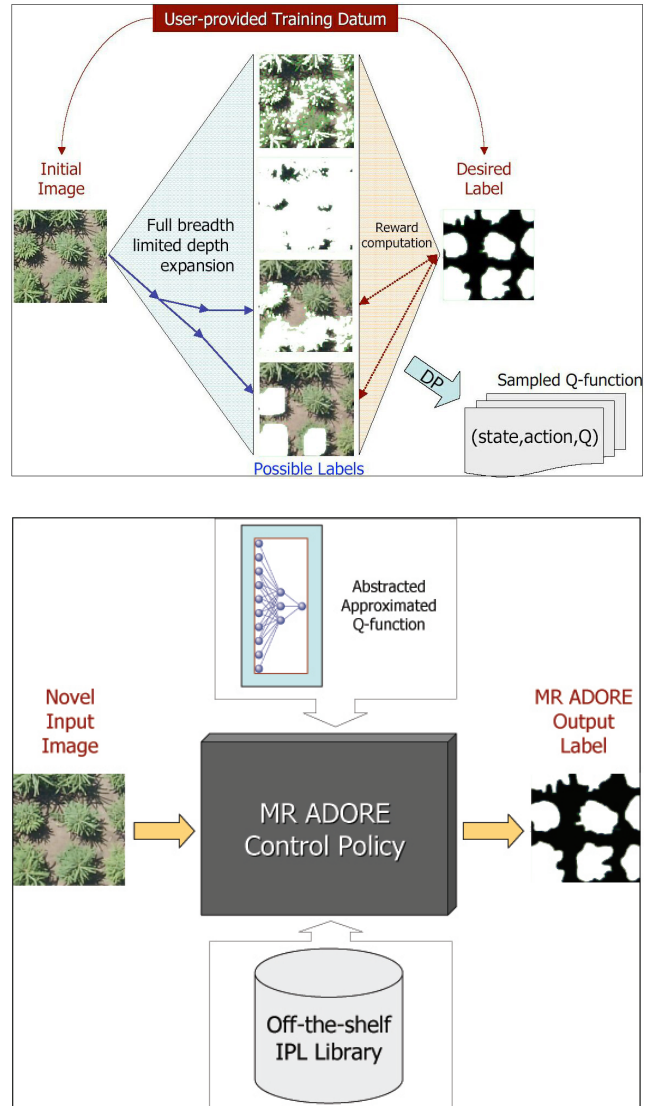 User-provided Training Datum
Initial
Image
Desired
Label
Full breadth
limited depth
expansion
Reward
computation
DP
Sampled Q-function
(state,action,Q)
Possible Labels
Abstracted
Approximated
Q-function
Novel
Input
Image
MR ADORE
Output
Label
MR ADORE
Control Policy
Off-the-shelf
IPL Library